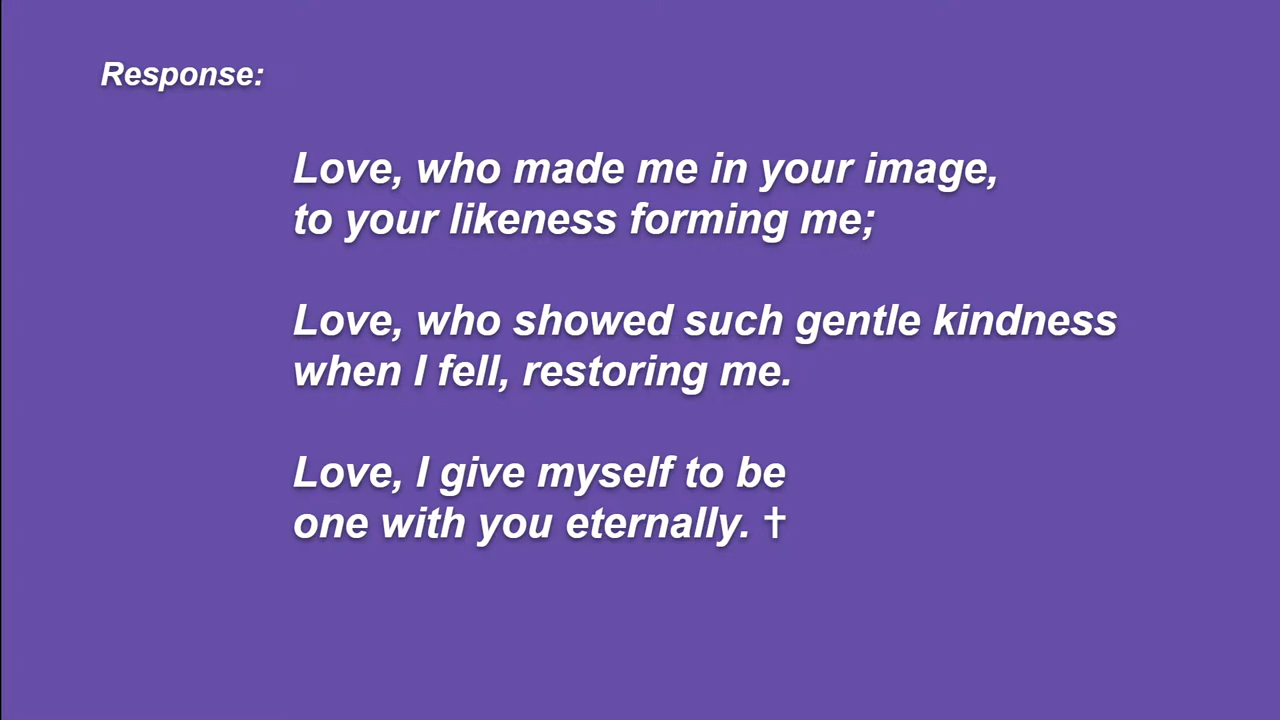 Response:
Love, who made me in your image,
to your likeness forming me;
Love, who showed such gentle kindness
when I fell, restoring me.
Love, I give myself to be
one with you eternally. †